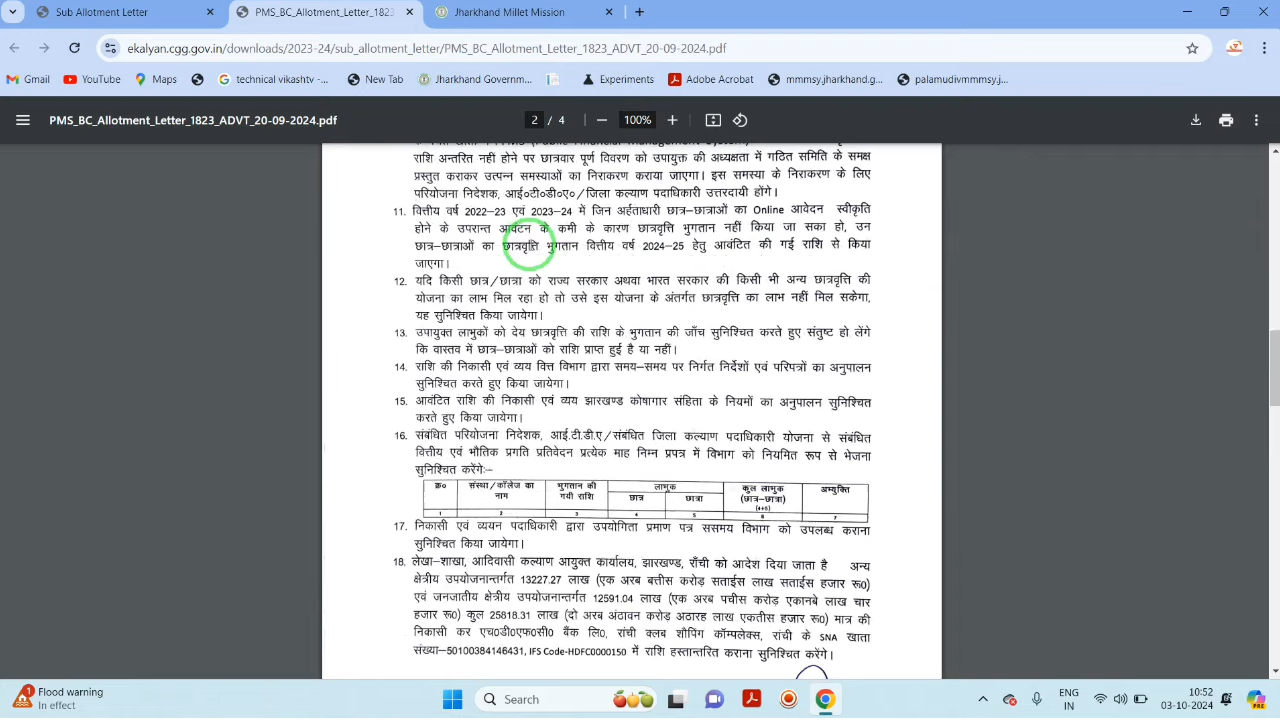 Sub Allotment Letter
PMS_BC_Allotment_Letter_1823
Jharkhand Millet Mission
ekalyan.cgg.gov.in/downloads/2023-24/sub_allotment_letter/PMS_BC_Allotment_Letter_1823_ADVT_20-09-2024.pdf
Gmail YouTube Maps technical vikashtv -... New Tab Jharkhand Governm... Experiments Adobe Acrobat mmmsy.jharkhand.g... palamudivmmmsy.j...
PMS_BC_Allotment_Letter_1823_ADVT_20-09-2024.pdf
2 / 4 — 100% +
राशि अन्तरित नहीं होने पर छात्रवार पूर्ण विवरण को उपायुक्त की अध्यक्षता में गठित समिति के समक्ष
प्रस्तुत कराकर उत्पन्न समस्याओं का निराकरण कराया जाएगा। इस समस्या के निराकरण के लिए
परियोजना निदेशक, आई०टी०डी०ए०/जिला कल्याण पदाधिकारी उत्तरदायी होंगे।
11. वित्तीय वर्ष 2022-23 एवं 2023-24 में जिन अर्हताधारी छात्र-छात्राओं का Online आवेदन स्वीकृति
होने के उपरान्त आवंटन के कमी के कारण छात्रवृत्ति भुगतान नहीं किया जा सका हो, उन
छात्र-छात्राओं का छात्रवृत्ति भुगतान वित्तीय वर्ष 2024-25 हेतु आवंटित की गई राशि से किया
जाएगा।
12. यदि किसी छात्र/छात्रा को राज्य सरकार अथवा भारत सरकार की किसी भी अन्य छात्रवृत्ति की
योजना का लाभ मिल रहा हो तो उसे इस योजना के अंतर्गत छात्रवृत्ति का लाभ नहीं मिल सकेगा,
यह सुनिश्चित किया जायेगा।
13. उपायुक्त लाभुकों को देय छात्रवृत्ति की राशि के भुगतान की जाँच सुनिश्चित करते हुए संतुष्ट हो लेंगे
कि वास्तव में छात्र-छात्राओं को राशि प्राप्त हुई है या नहीं।
14. राशि की निकासी एवं व्यय वित्त विभाग द्वारा समय-समय पर निर्गत निर्देशों एवं परिपत्रों का अनुपालन
सुनिश्चित करते हुए किया जायेगा।
15. आवंटित राशि की निकासी एवं व्यय झारखण्ड कोषागार संहिता के नियमों का अनुपालन सुनिश्चित
करते हुए किया जायेगा।
16. संबंधित परियोजना निदेशक, आई.टी.डी.ए/संबंधित जिला कल्याण पदाधिकारी योजना से संबंधित
वित्तीय एवं भौतिक प्रगति प्रतिवेदन प्रत्येक माह निम्न प्रपत्र में विभाग को नियमित रूप से भेजना
सुनिश्चित करेंगे:-
क्र० संस्था/कॉलेज का नाम भुगतान की गयी राशि लाभुक कुल लाभुक (छात्र-छात्रा) (4+5) अभ्युक्ति
छात्र छात्रा
1 2 3 4 5 6 7
17. निकासी एवं व्ययन पदाधिकारी द्वारा उपयोगिता प्रमाण पत्र ससमय विभाग को उपलब्ध कराना
सुनिश्चित किया जायेगा।
18. लेखा-शाखा, आदिवासी कल्याण आयुक्त कार्यालय, झारखण्ड, राँची को आदेश दिया जाता है अन्य
क्षेत्रीय उपयोजनान्तर्गत 13227.27 लाख (एक अरब बत्तीस करोड़ सताईस लाख सताईस हजार रू0)
एवं जनजातीय क्षेत्रीय उपयोजनान्तर्गत 12591.04 लाख (एक अरब पचीस करोड़ एकानबे लाख चार
हजार रू0) कुल 25818.31 लाख (दो अरब अंठावन करोड़ अठारह लाख एकतीस हजार रू0) मात्र की
निकासी कर एच0डी0एफ0सी0 बैंक लि0, रांची क्लब शौपिंग कॉम्पलेक्स, रांची के SNA खाता
संख्या-50100384146431, IFS Code-HDFC0000150 में राशि हस्तान्तरित कराना सुनिश्चित करेंगे।
Flood warning
In effect
Search
ENG
IN
10:52
03-10-2024